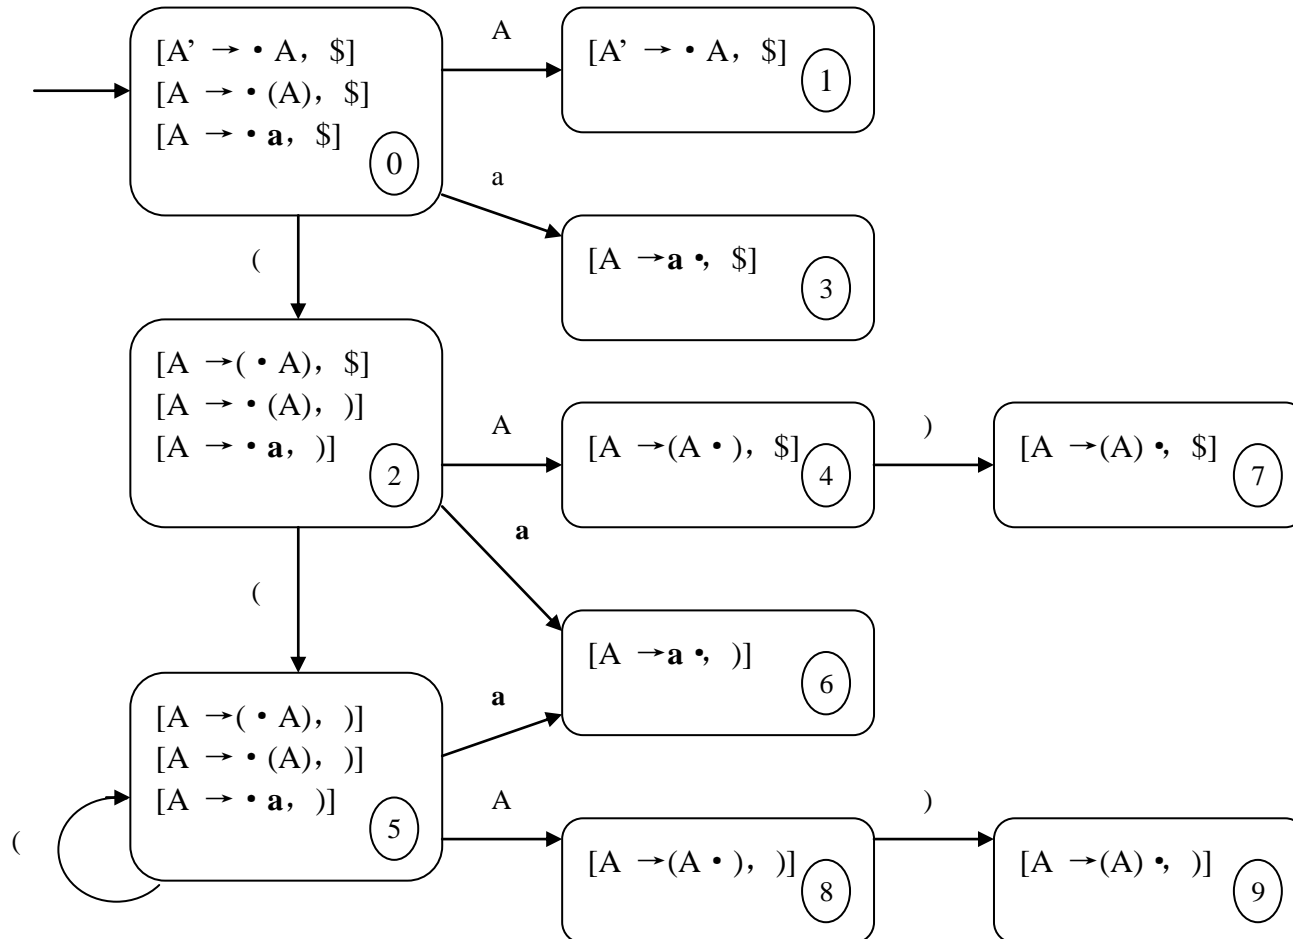 [A’ → • A, $]
[A → • (A), $]
[A → • a, $]
0
A
[A’ → • A, $]
1
a
[A →a •, $]
3
(
[A →( • A), $]
[A → • (A), )]
[A → • a, )]
2
A
[A →(A • ), $]
4
)
[A →(A) •, $]
7
a
(
[A →a •, )]
6
a
[A →( • A), )]
[A → • (A), )]
[A → • a, )]
5
(
A
[A →(A • ), )]
8
)
[A →(A) •, )]
9